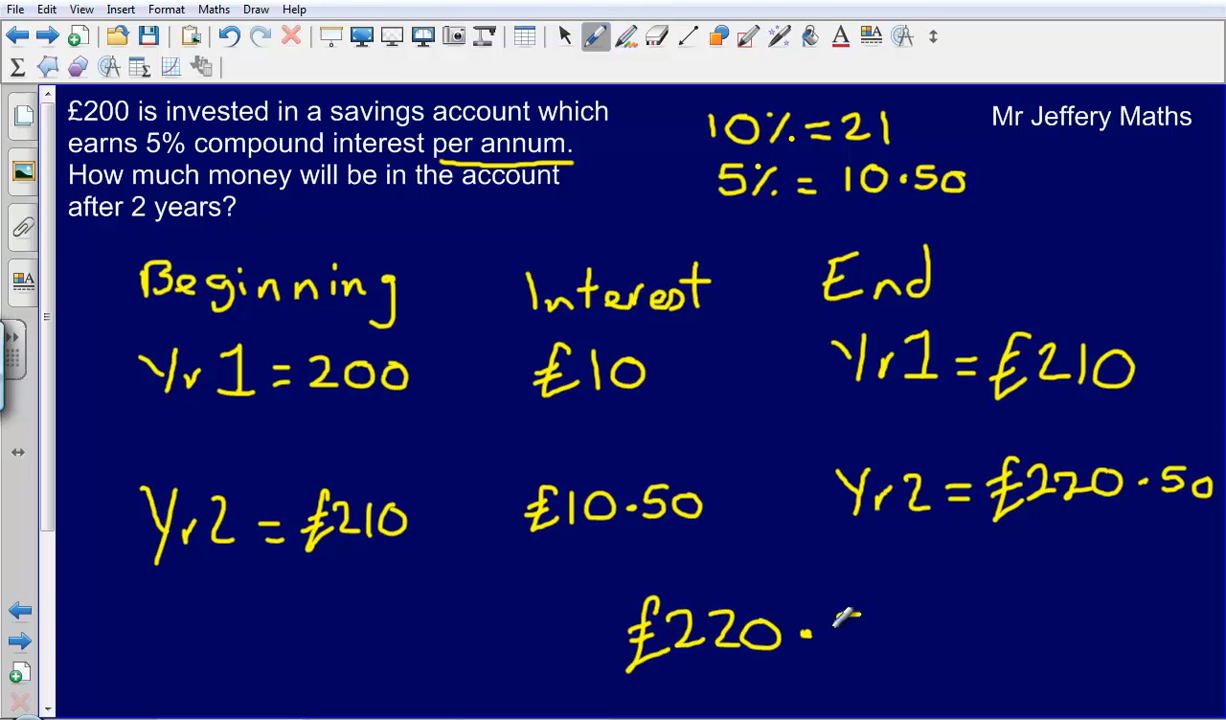 File Edit View Insert Format Maths Draw Help
£200 is invested in a savings account which
earns 5% compound interest per annum.
How much money will be in the account
after 2 years?
Mr Jeffery Maths
10% = 21
5% = 10.50
Beginning Interest End
Yr 1 = 200 £10 Yr 1 = £210
Yr 2 = £210 £10.50 Yr 2 = £220.50
£220.